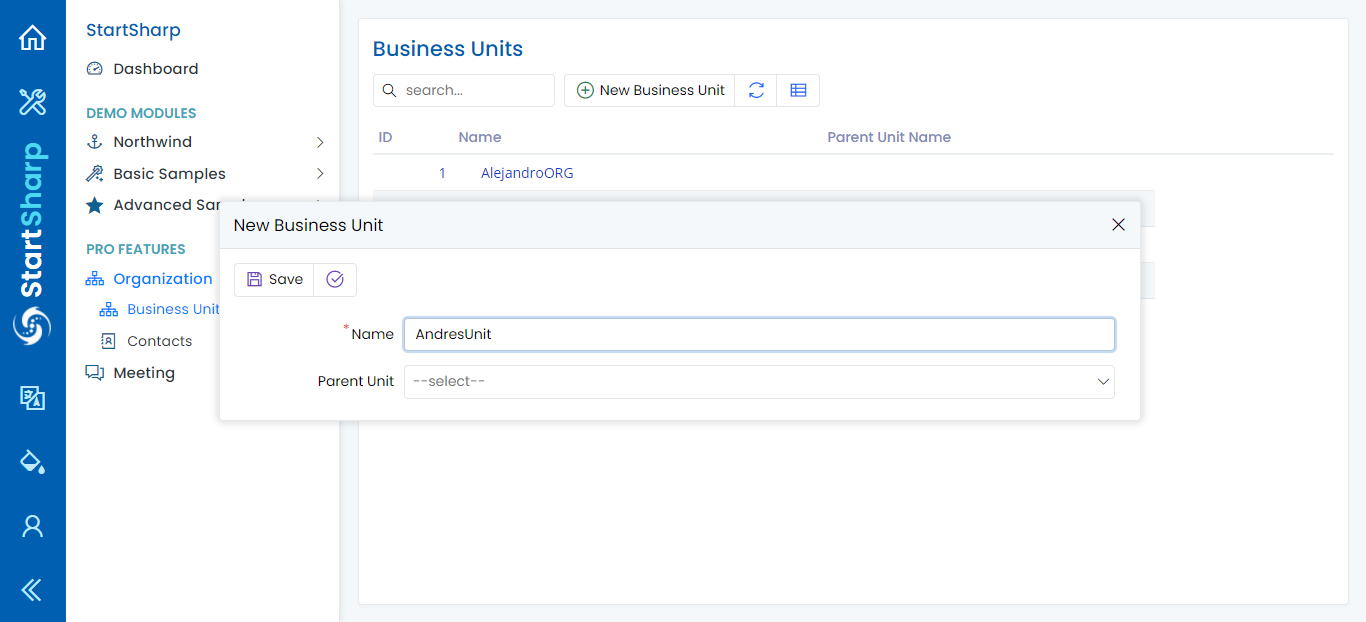 StartSharp
StartSharp
Dashboard
DEMO MODULES
Northwind
Basic Samples
Advanced
PRO FEATURES
Organization
Business Unit
Contacts
Meeting
Business Units
search...
New Business Unit
ID Name Parent Unit Name
1 AlejandroORG
New Business Unit
Save
*Name AndresUnit
Parent Unit --select--